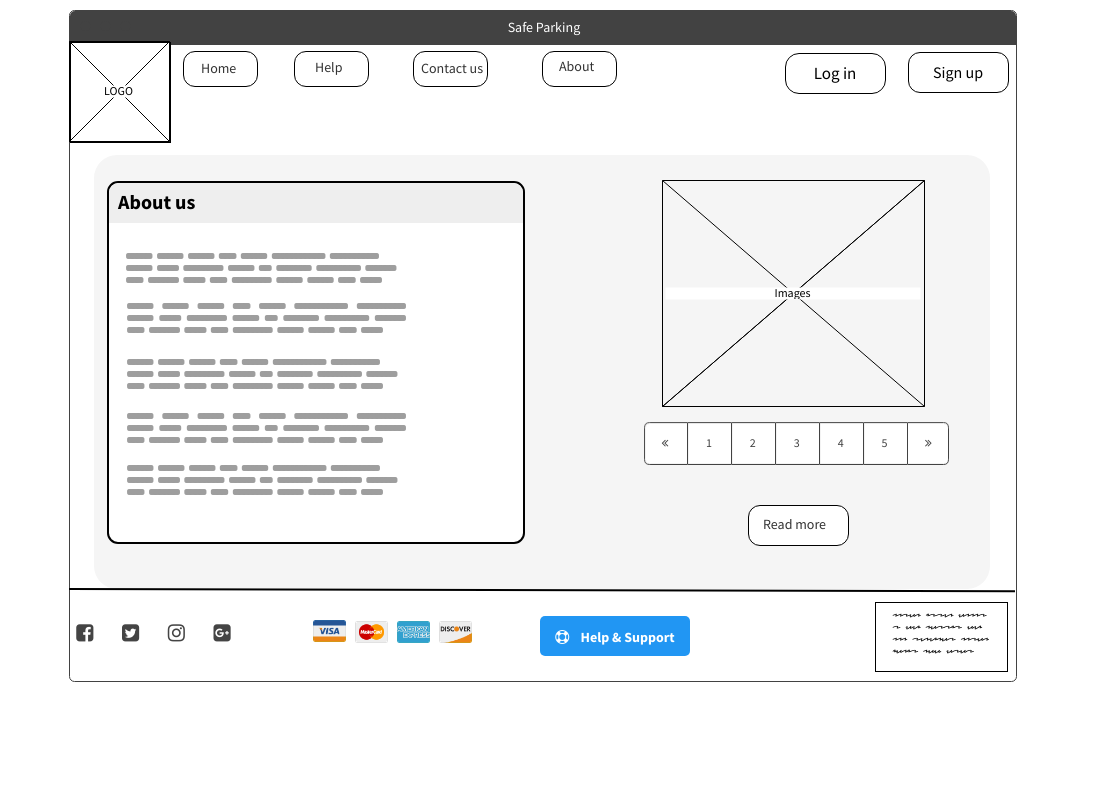 Safe Parking
LOGO
Home
Help
Contact us
About
Log in
Sign up
About us
Images
« 1 2 3 4 5 »
Read more
VISA
MasterCard
AMERICAN EXPRESS
DISCOVER
Help & Support